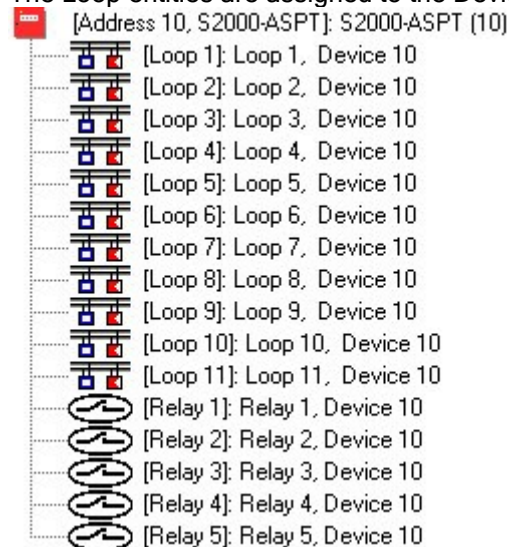 The Loop entities are assigned to the Devi
[Address 10, S2000-ASPT]: S2000-ASPT (10)
[Loop 1]: Loop 1, Device 10
[Loop 2]: Loop 2, Device 10
[Loop 3]: Loop 3, Device 10
[Loop 4]: Loop 4, Device 10
[Loop 5]: Loop 5, Device 10
[Loop 6]: Loop 6, Device 10
[Loop 7]: Loop 7, Device 10
[Loop 8]: Loop 8, Device 10
[Loop 9]: Loop 9, Device 10
[Loop 10]: Loop 10, Device 10
[Loop 11]: Loop 11, Device 10
[Relay 1]: Relay 1, Device 10
[Relay 2]: Relay 2, Device 10
[Relay 3]: Relay 3, Device 10
[Relay 4]: Relay 4, Device 10
[Relay 5]: Relay 5, Device 10